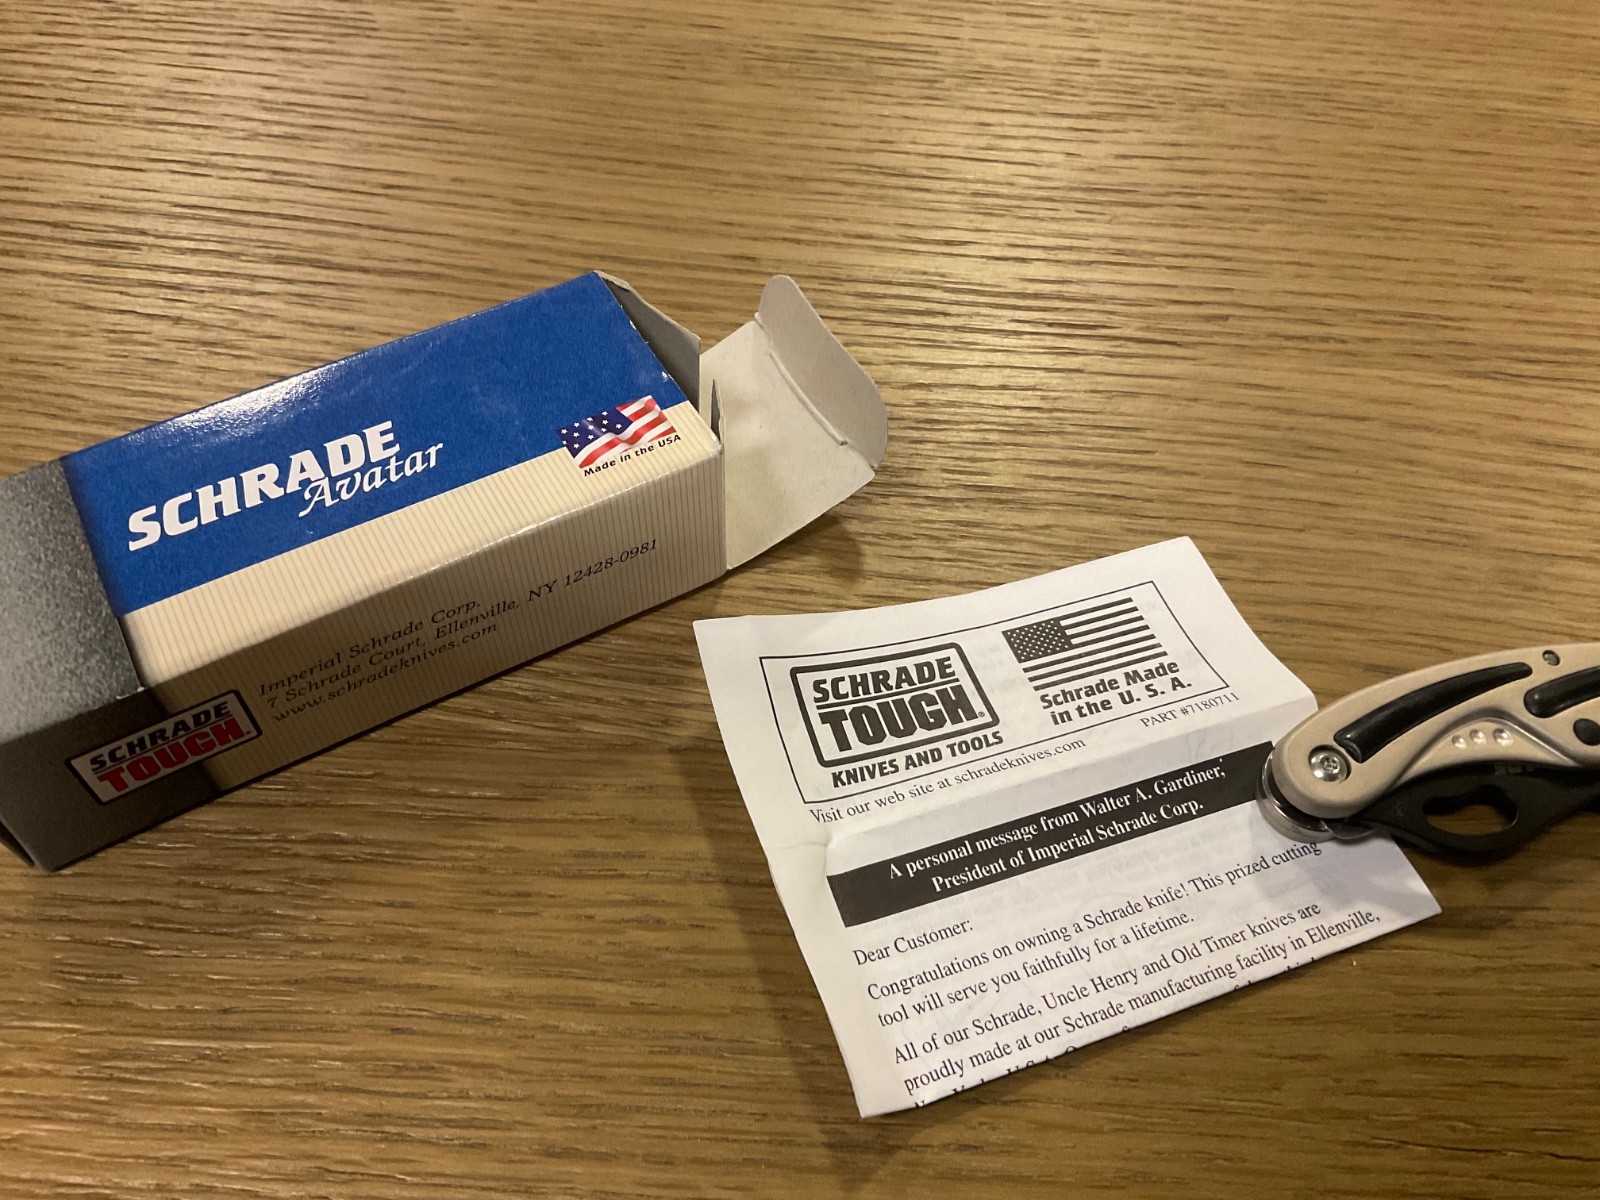 SCHRADE
Avatar
Made in the USA
Imperial Schrade Corp.
7 Schrade Court, Ellenville, NY 12428-0981
www.schradeknives.com
SCHRADE
TOUGH
SCHRADE
TOUGH®
KNIVES AND TOOLS
Schrade Made
in the U. S. A.
Visit our web site at schradeknives.com
PART #7180711
A personal message from Walter A. Gardiner,
President of Imperial Schrade Corp.
Dear Customer:
Congratulations on owning a Schrade knife! This prized cutting
tool will serve you faithfully for a lifetime.
All of our Schrade, Uncle Henry and Old Timer knives are
proudly made at our Schrade manufacturing facility in Ellenville,